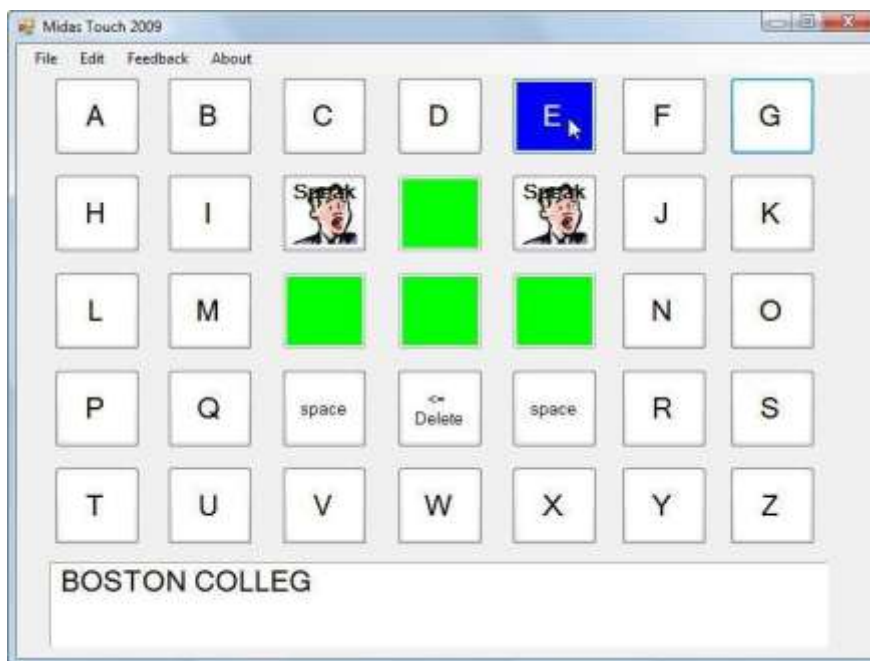 Midas Touch 2009
File Edit Feedback About
A B C D E F G
H I Speak Speak J K
L M N O
P Q space <= Delete space R S
T U V W X Y Z
BOSTON COLLEG